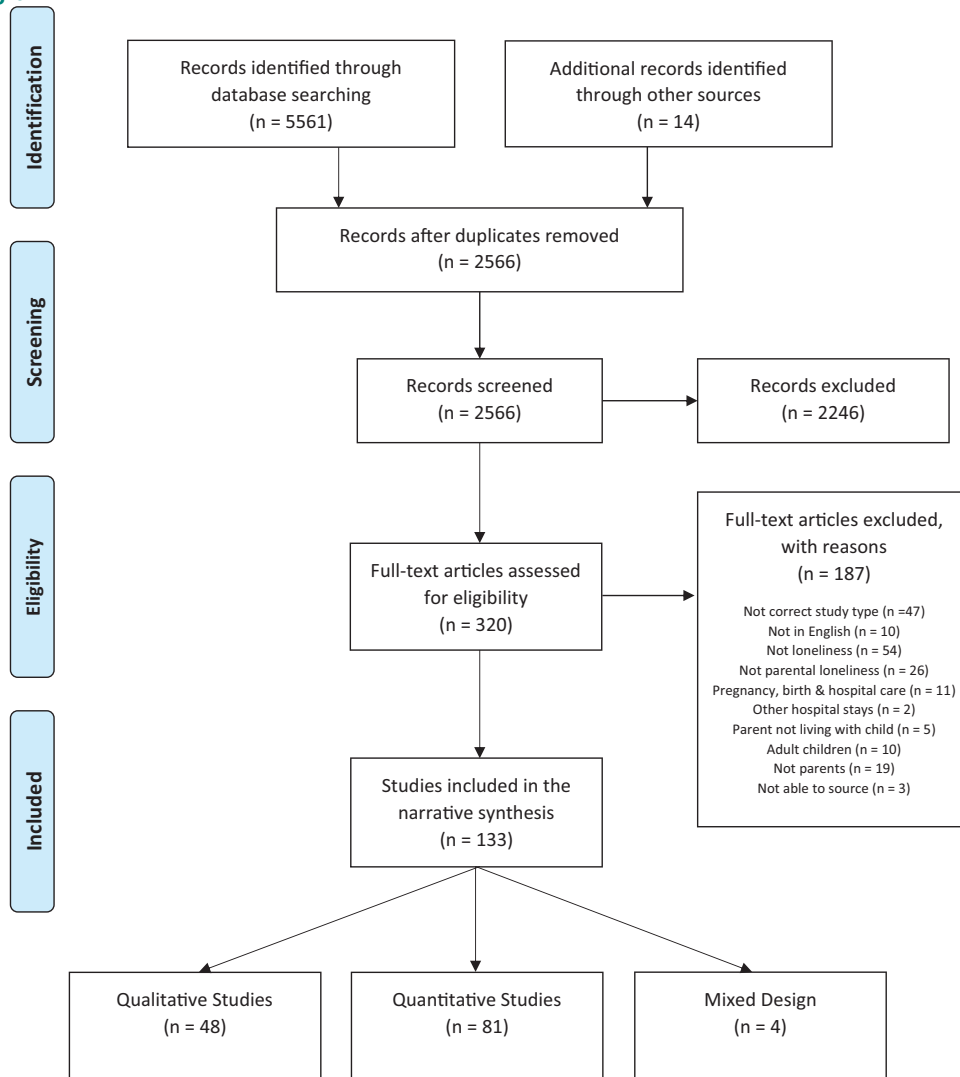 Identification
Records identified through
database searching
(n = 5561)
Additional records identified
through other sources
(n = 14)
Records after duplicates removed
(n = 2566)
Screening
Records screened
(n = 2566)
Records excluded
(n = 2246)
Eligibility
Full-text articles assessed
for eligibility
(n = 320)
Full-text articles excluded,
with reasons
(n = 187)
Not correct study type (n =47)
Not in English (n = 10)
Not loneliness (n = 54)
Not parental loneliness (n = 26)
Pregnancy, birth & hospital care (n = 11)
Other hospital stays (n = 2)
Parent not living with child (n = 5)
Adult children (n = 10)
Not parents (n = 19)
Not able to source (n = 3)
Included
Studies included in the
narrative synthesis
(n = 133)
Qualitative Studies
(n = 48)
Quantitative Studies
(n = 81)
Mixed Design
(n = 4)